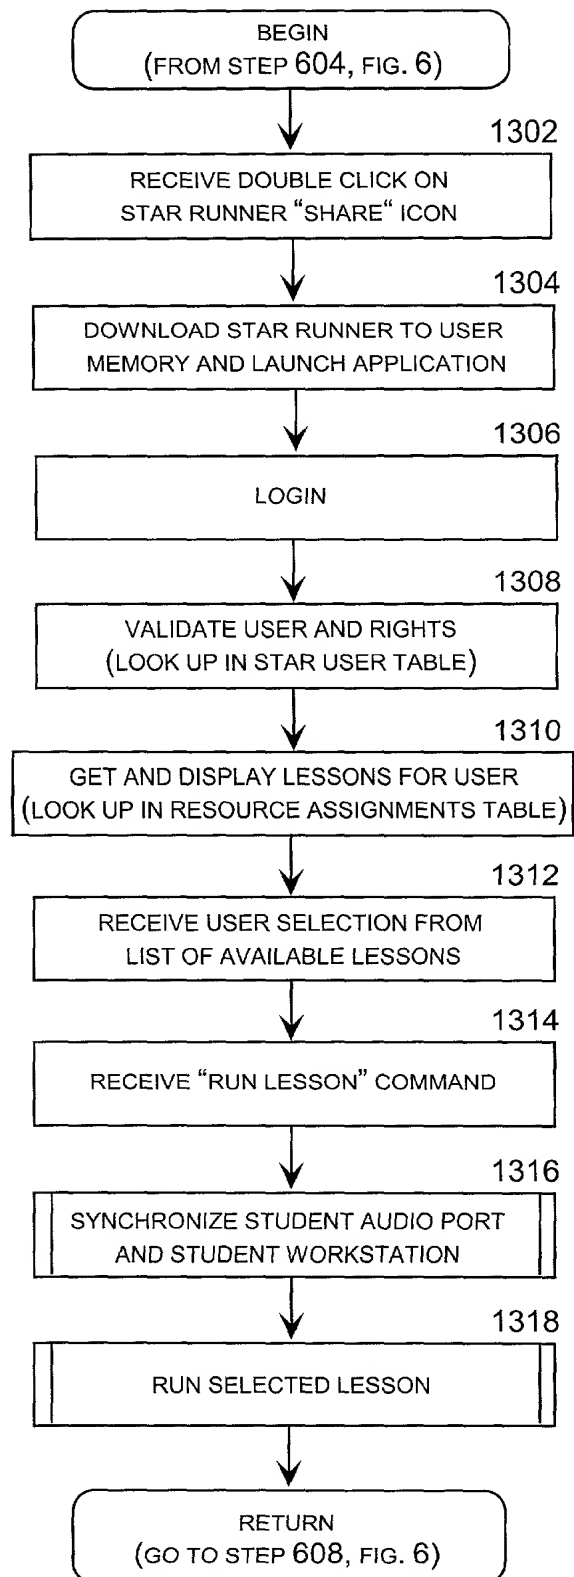 BEGIN
(FROM STEP 604, FIG. 6)
1302
RECEIVE DOUBLE CLICK ON
STAR RUNNER “SHARE“ ICON
1304
DOWNLOAD STAR RUNNER TO USER
MEMORY AND LAUNCH APPLICATION
1306
LOGIN
1308
VALIDATE USER AND RIGHTS
(LOOK UP IN STAR USER TABLE)
1310
GET AND DISPLAY LESSONS FOR USER
(LOOK UP IN RESOURCE ASSIGNMENTS TABLE)
1312
RECEIVE USER SELECTION FROM
LIST OF AVAILABLE LESSONS
1314
RECEIVE “RUN LESSON” COMMAND
1316
SYNCHRONIZE STUDENT AUDIO PORT
AND STUDENT WORKSTATION
1318
RUN SELECTED LESSON
RETURN
(GO TO STEP 608, FIG. 6)